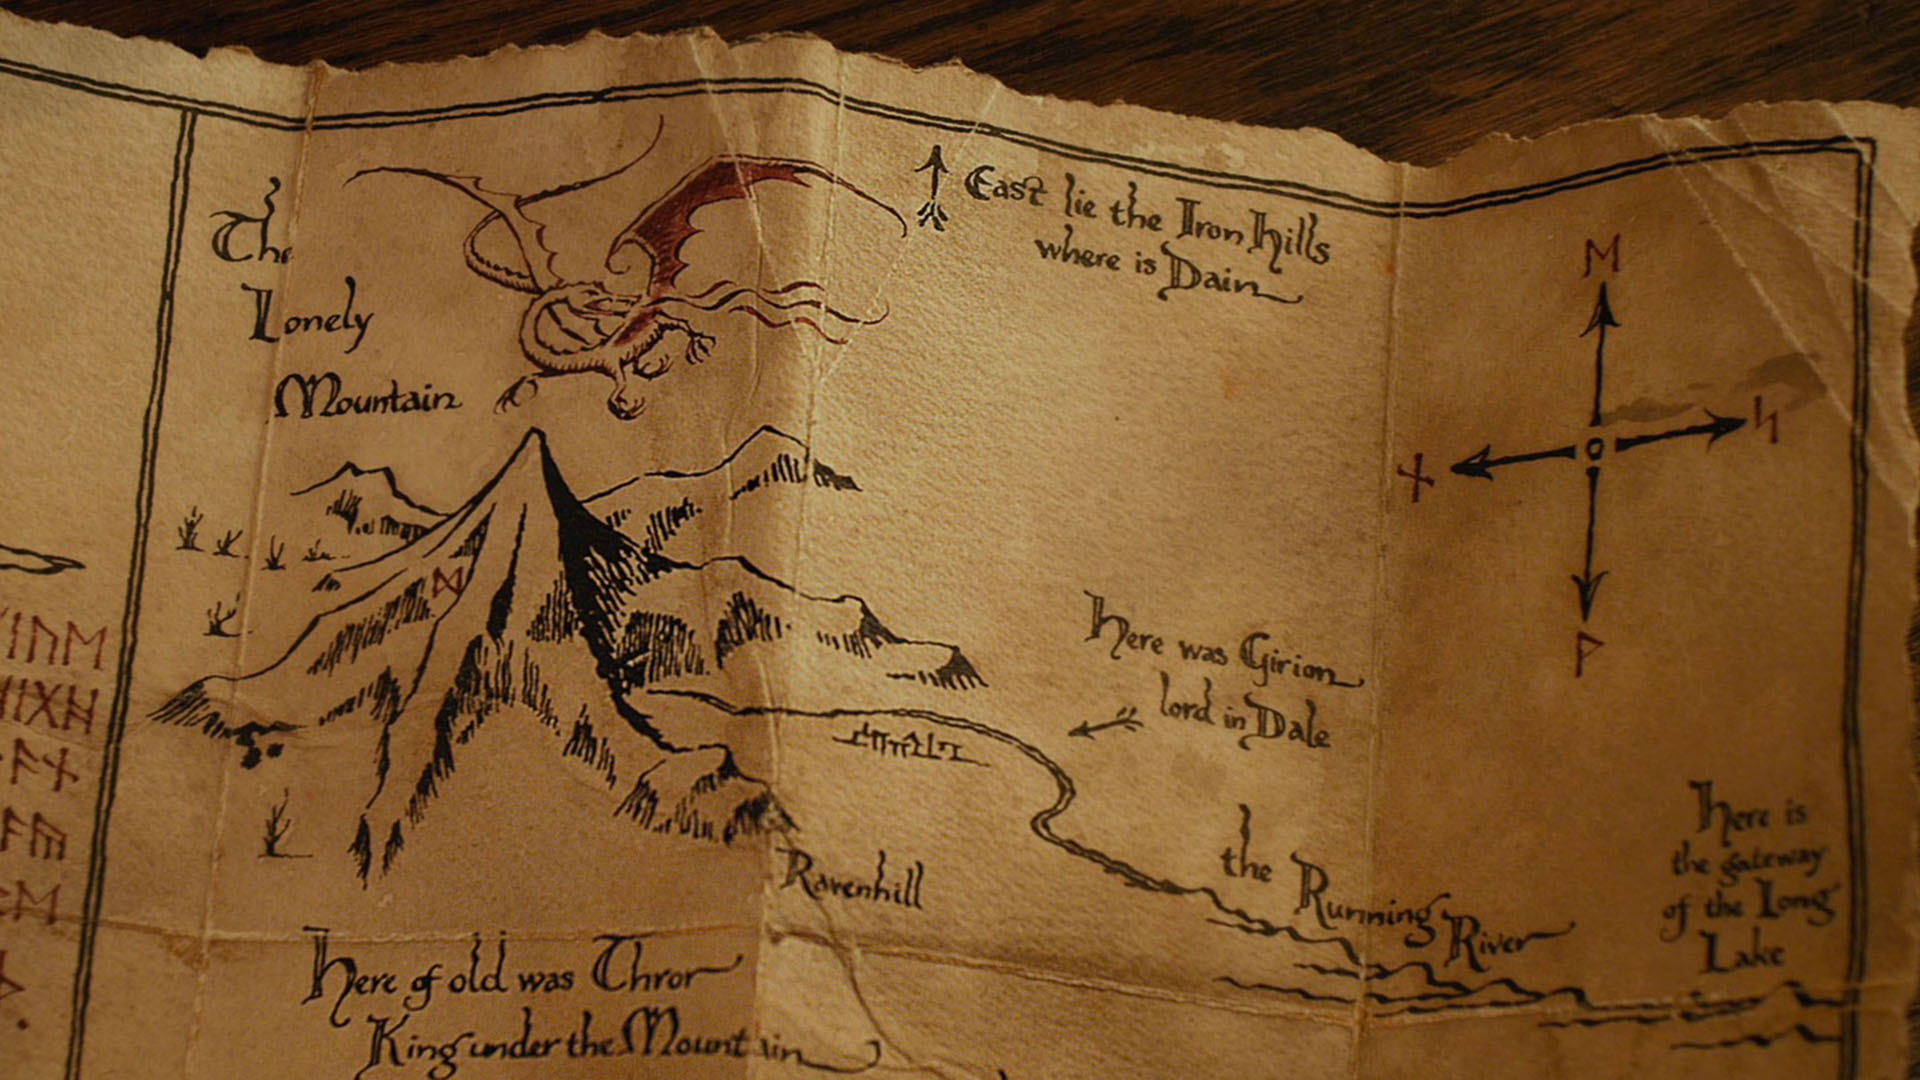 The
Lonely
Mountain
East lie the Iron Hills
where is Dain
ᛖ
ᚾ
ᛋ
ᚹ
ᛞ
Here was Girion
lord in Dale
the Running
River
Here is
the gateway
of the Long
Lake
Ravenhill
Here of old was Thror
King under the Mountain